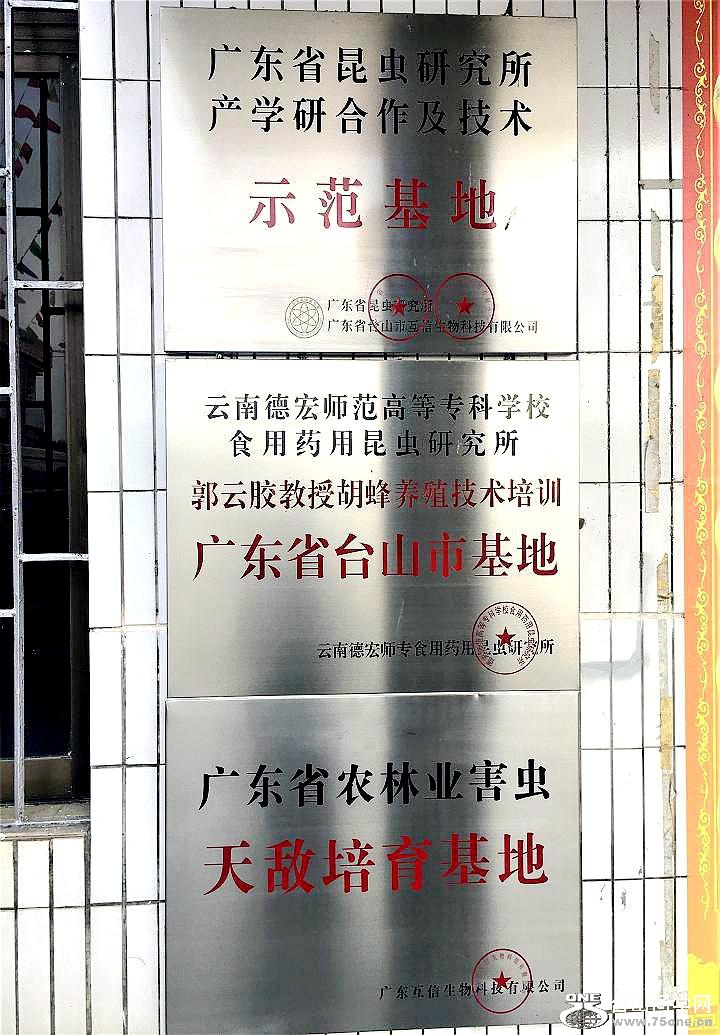 广东省昆虫研究所
产学研合作及技术
示范基地
广东省昆虫研究所
广东省台山市互信生物科技有限公司
云南德宏师范高等专科学校
食用药用昆虫研究所
郭云胶教授胡蜂养殖技术培训
广东省台山市基地
云南德宏师专食用药用昆虫研究所
广东省农林业害虫
天敌培育基地
广东互信生物科技有限公司
ONE
www.75one.cn